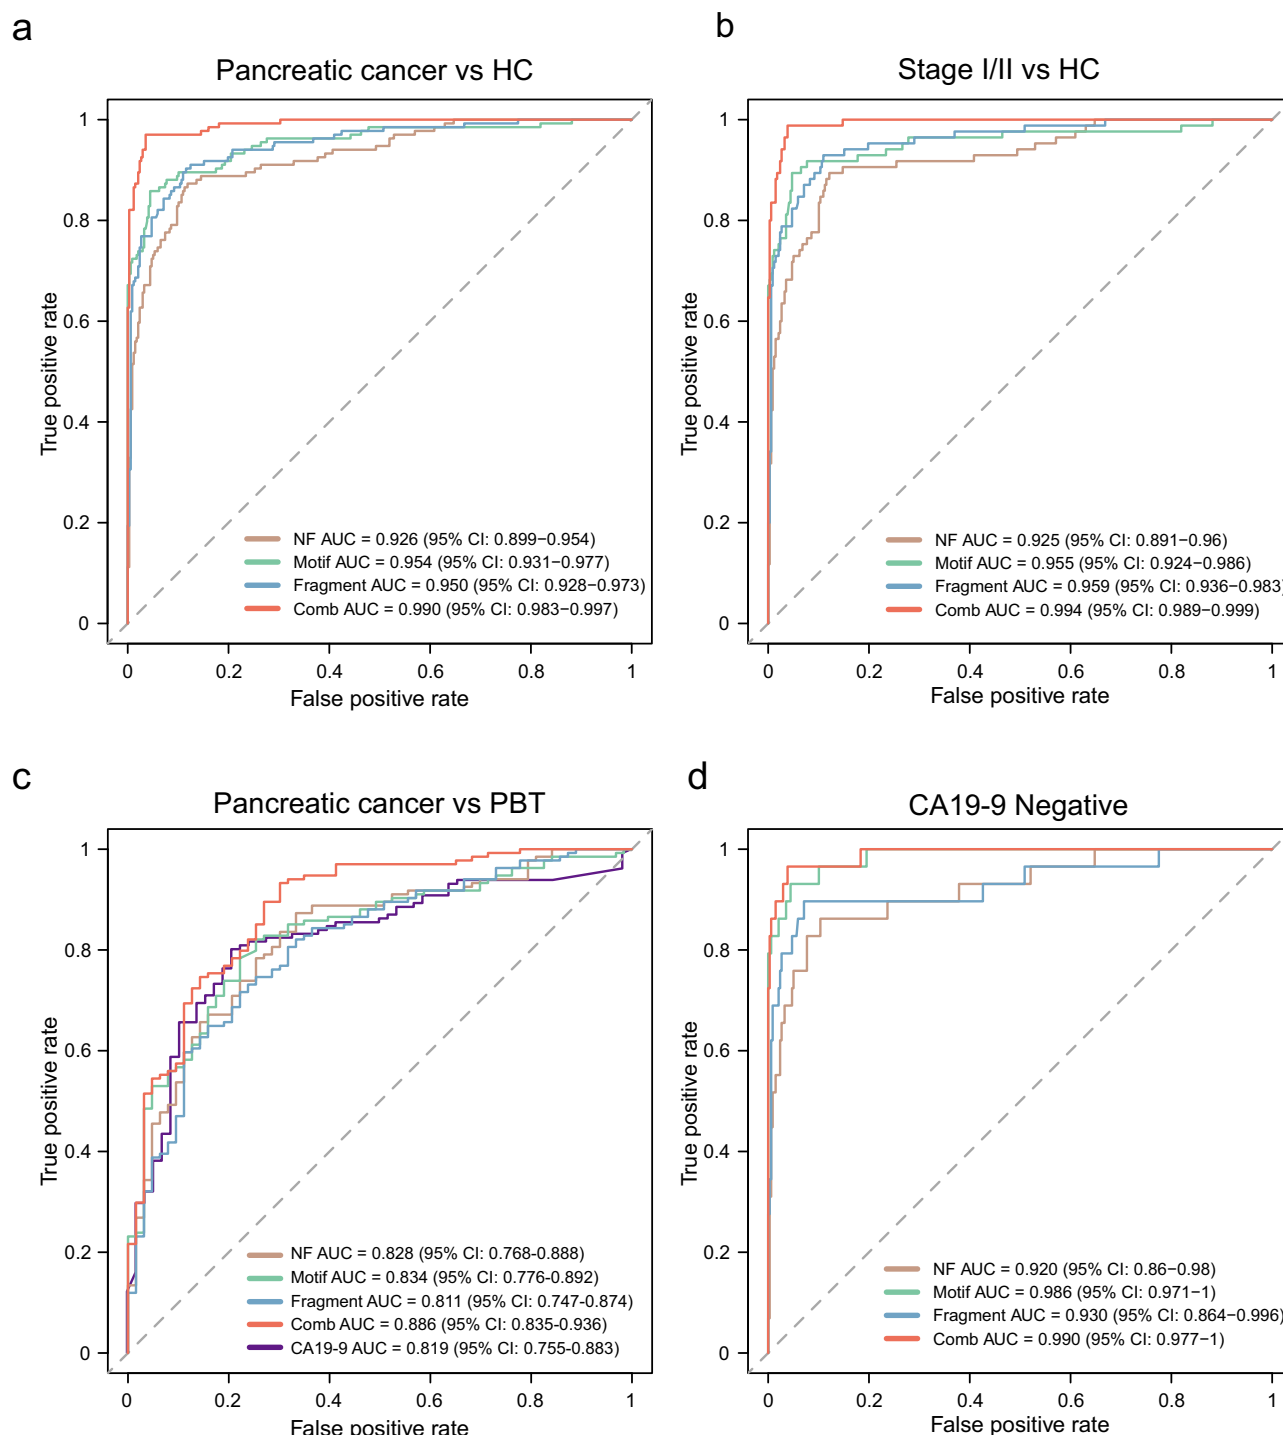 a
Pancreatic cancer vs HC
1
0.8
0.6
0.4
0.2
0
True positive rate
NF AUC = 0.926 (95% CI: 0.899−0.954)
Motif AUC = 0.954 (95% CI: 0.931−0.977)
Fragment AUC = 0.950 (95% CI: 0.928−0.973)
Comb AUC = 0.990 (95% CI: 0.983−0.997)
0 0.2 0.4 0.6 0.8 1
False positive rate
b
Stage I/II vs HC
1
0.8
0.6
0.4
0.2
0
True positive rate
NF AUC = 0.925 (95% CI: 0.891−0.96)
Motif AUC = 0.955 (95% CI: 0.924−0.986)
Fragment AUC = 0.959 (95% CI: 0.936−0.983)
Comb AUC = 0.994 (95% CI: 0.989−0.999)
0 0.2 0.4 0.6 0.8 1
False positive rate
c
Pancreatic cancer vs PBT
1
0.8
0.6
0.4
0.2
0
True positive rate
NF AUC = 0.828 (95% CI: 0.768-0.888)
Motif AUC = 0.834 (95% CI: 0.776-0.892)
Fragment AUC = 0.811 (95% CI: 0.747-0.874)
Comb AUC = 0.886 (95% CI: 0.835-0.936)
CA19-9 AUC = 0.819 (95% CI: 0.755-0.883)
0 0.2 0.4 0.6 0.8 1
False positive rate
d
CA19-9 Negative
1
0.8
0.6
0.4
0.2
0
True positive rate
NF AUC = 0.920 (95% CI: 0.86−0.98)
Motif AUC = 0.986 (95% CI: 0.971−1)
Fragment AUC = 0.930 (95% CI: 0.864−0.996)
Comb AUC = 0.990 (95% CI: 0.977−1)
0 0.2 0.4 0.6 0.8 1
False positive rate